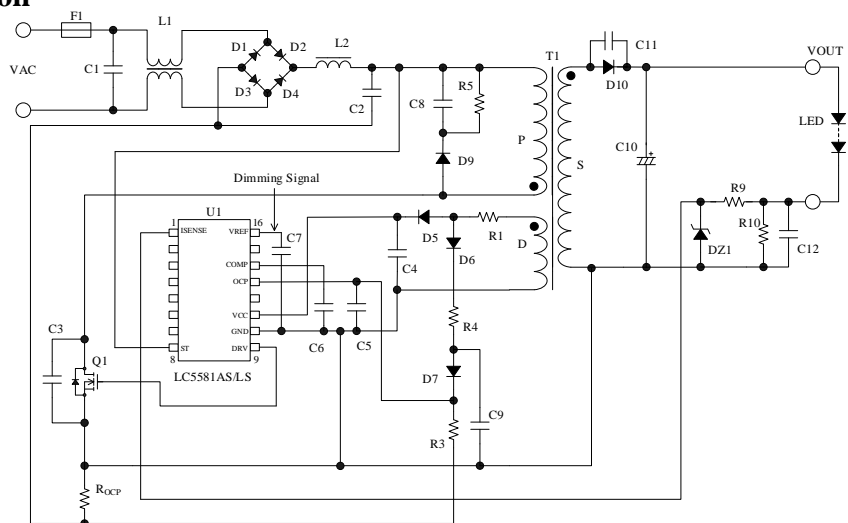 F1
L1
VAC
C1
D1
D2
D3
D4
L2
C2
C8
R5
D9
T1
P
S
D
C11
D10
VOUT
LED
C10
R9
R10
DZ1
C12
Dimming Signal
U1
1
16
ISENSE
VREF
COMP
OCP
VCC
GND
ST
DRV
8
9
LC5581AS/LS
C7
C4
D5
D6
R1
C6
C5
R4
D7
C9
R3
C3
Q1
ROCP